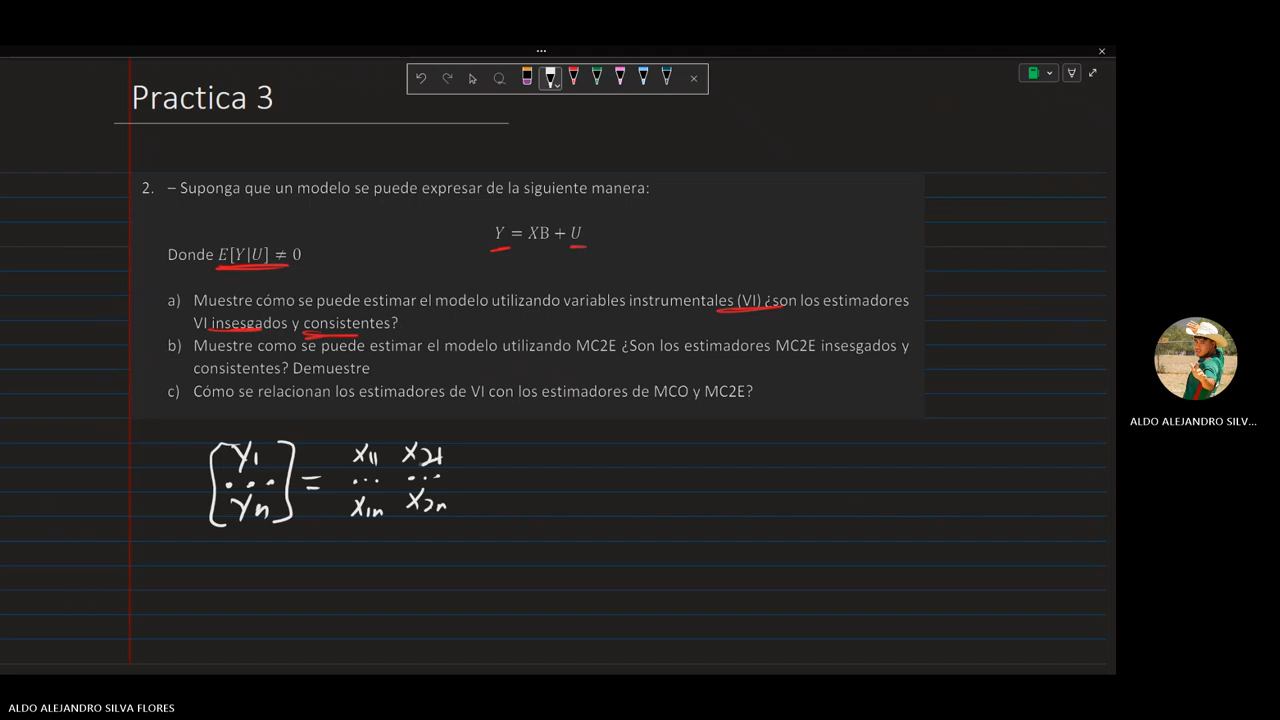 Practica 3
2. – Suponga que un modelo se puede expresar de la siguiente manera:
Y = XB + U
Donde E[Y|U] ≠ 0
a) Muestre cómo se puede estimar el modelo utilizando variables instrumentales (VI) ¿son los estimadores
VI insesgados y consistentes?
b) Muestre como se puede estimar el modelo utilizando MC2E ¿Son los estimadores MC2E insesgados y
consistentes? Demuestre
c) Cómo se relacionan los estimadores de VI con los estimadores de MCO y MC2E?
y1 x11 x21
... = ... ...
yn x1n x2n
ALDO ALEJANDRO SILV...
ALDO ALEJANDRO SILVA FLORES